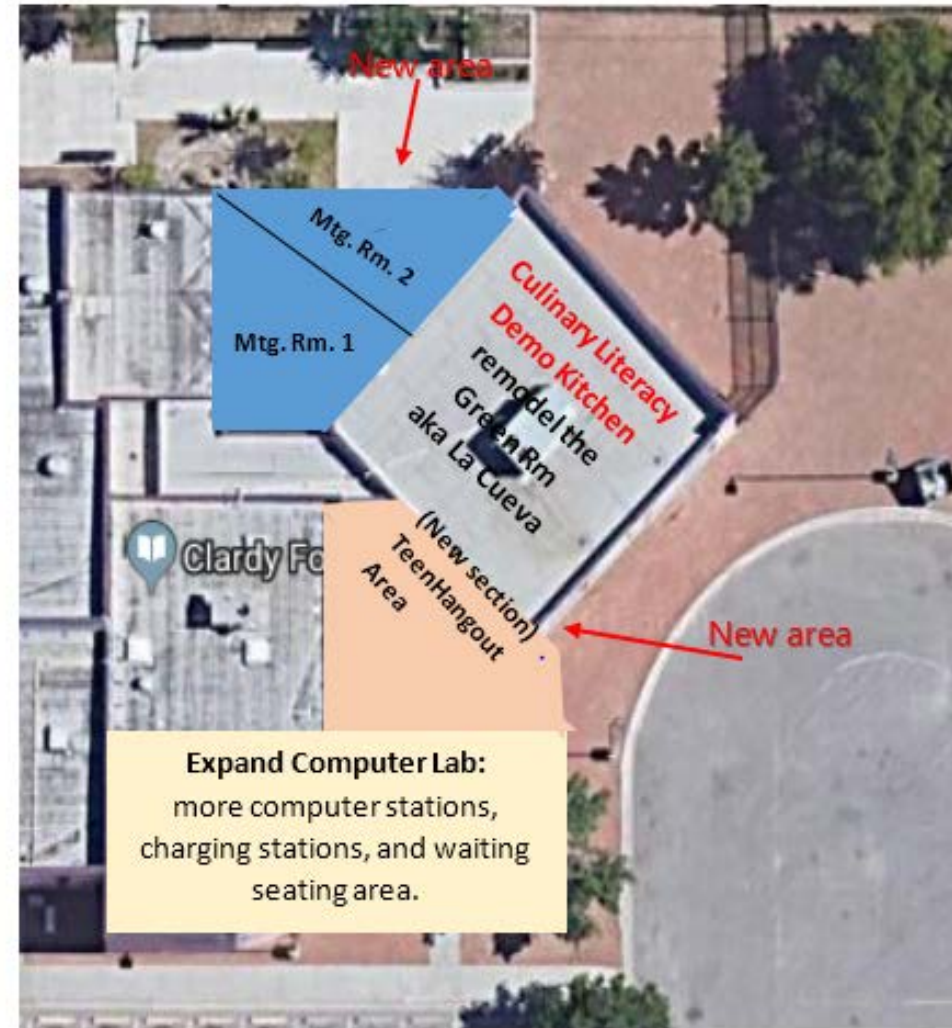 New area
Mtg. Rm. 2
Mtg. Rm. 1
Culinary Literacy
Demo Kitchen
remodel the
Green Rm
aka La Cueva
Clardy Fo
(New section)
TeenHangout
Area
New area
Expand Computer Lab:
more computer stations,
charging stations, and waiting
seating area.